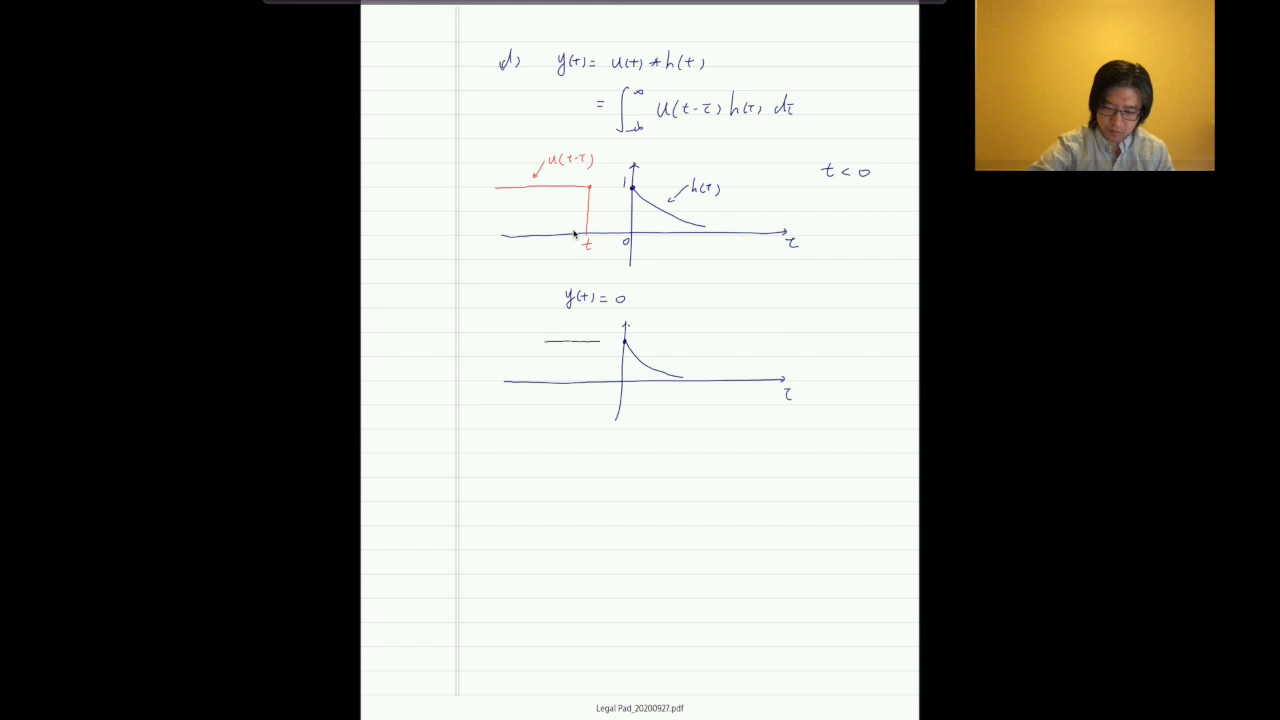 d) y(t) = u(t) * h(t)
= ∫_{-∞}^{∞} u(t-τ) h(τ) dτ
u(t-τ)
t < 0
1
h(τ)
t
0
τ
y(t) = 0
τ
Legal Pad_20200927.pdf